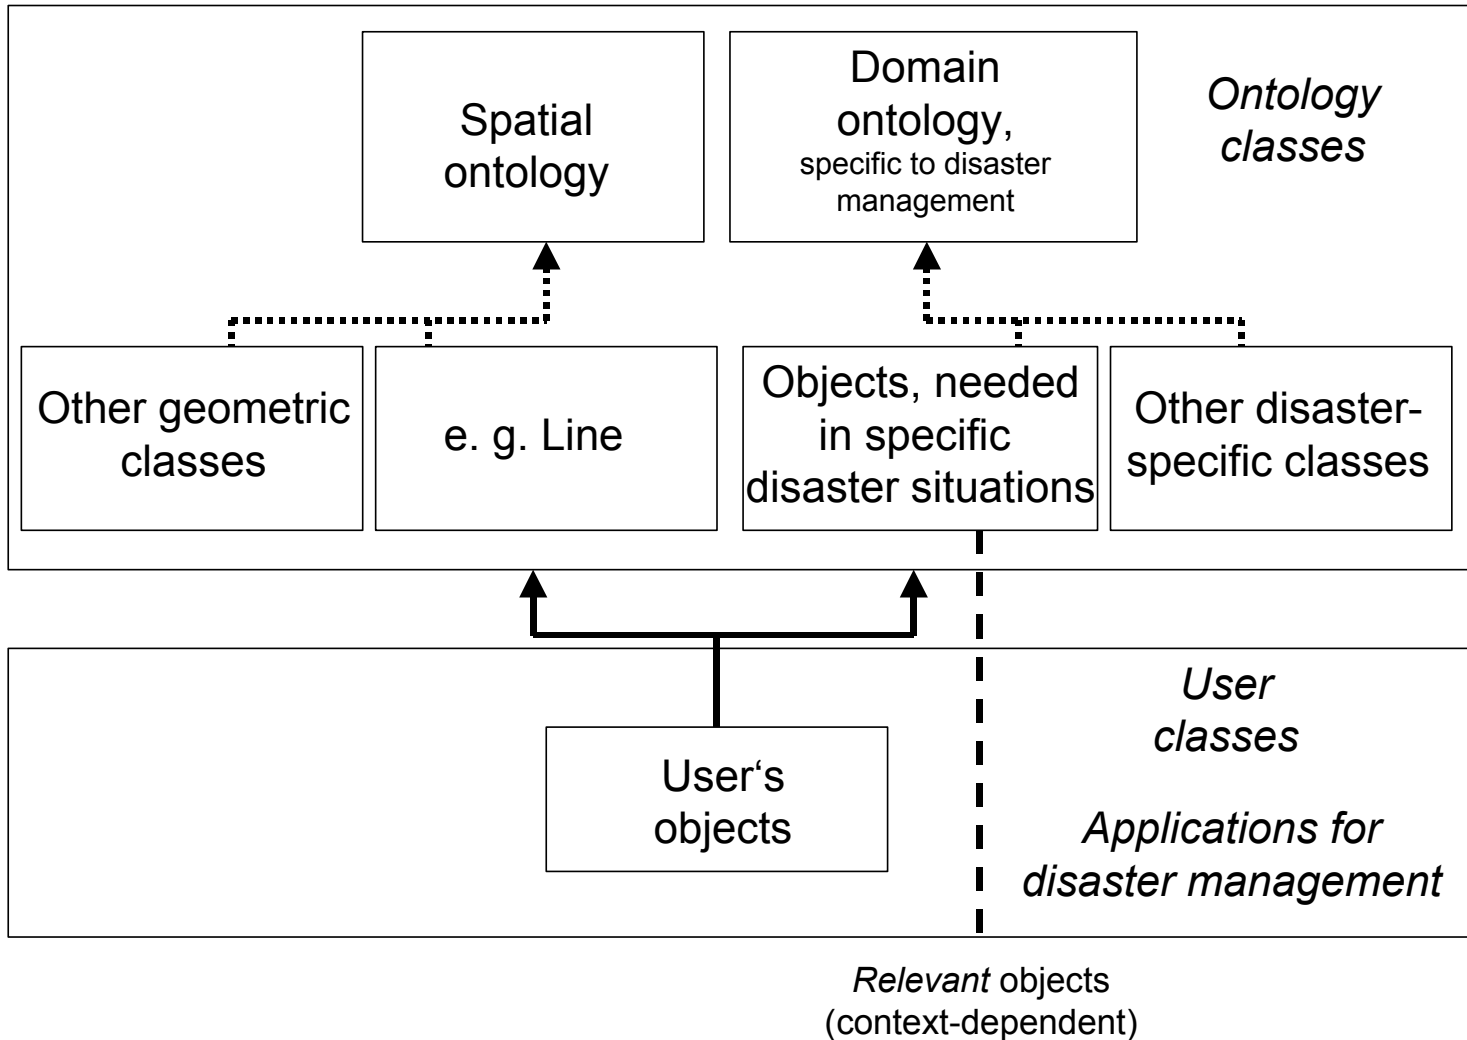 Spatial
ontology
Domain
ontology,
specific to disaster
management
Ontology
classes
Other geometric
classes
e. g. Line
Objects, needed
in specific
disaster situations
Other disaster-
specific classes
User
classes
User‘s
objects
Applications for
disaster management
Relevant objects
(context-dependent)